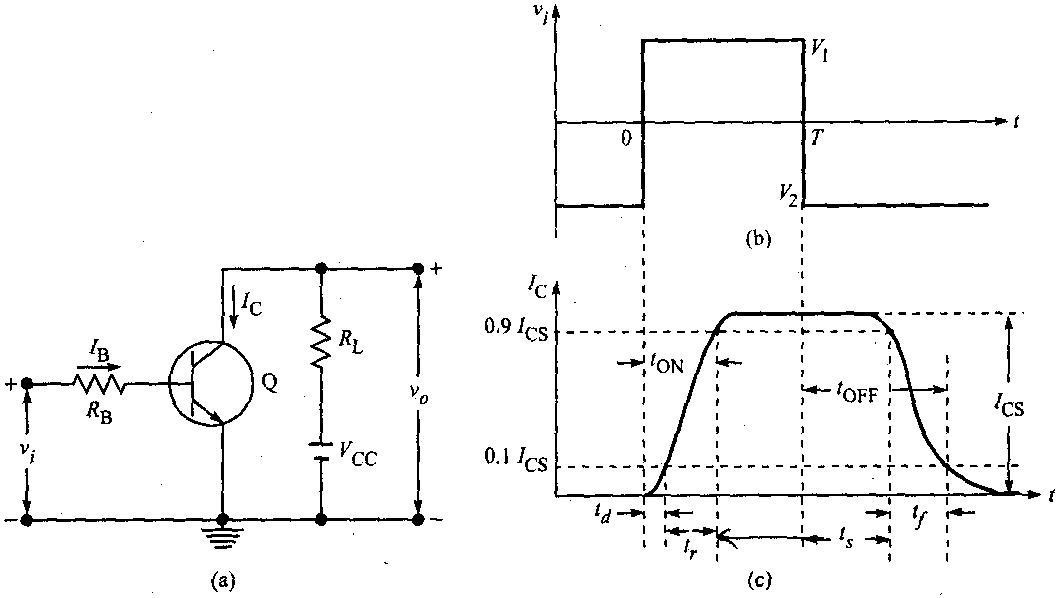 v_i
V_1
0
T
t
V_2
(b)
+
I_C
R_L
I_B
Q
+
R_B
v_i
V_CC
v_o
−
−
(a)
I_C
0.9 I_CS
t_ON
t_OFF
I_CS
0.1 I_CS
t
t_d
t_r
t_s
t_f
(c)